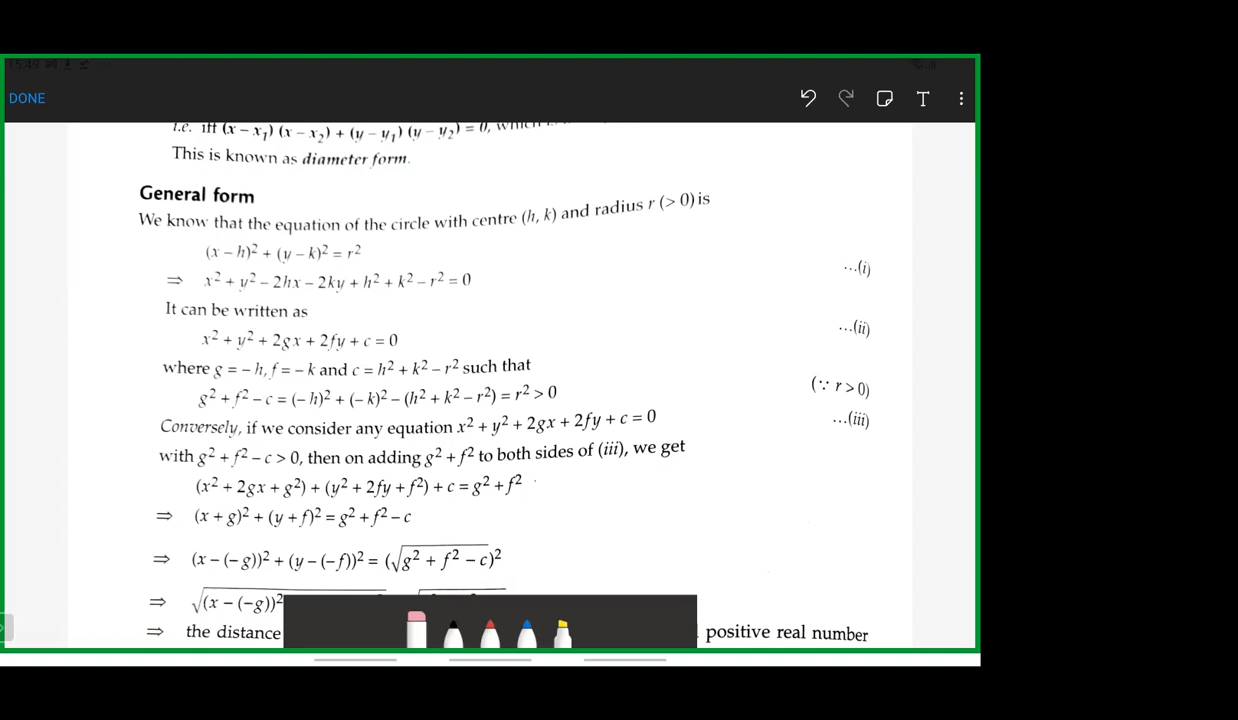 15:49
DONE
T
i.e. iff (x − x₁) (x − x₂) + (y − y₁) (y − y₂) = 0,
This is known as diameter form.
General form
We know that the equation of the circle with centre (h, k) and radius r (> 0) is
(x − h)² + (y − k)² = r²
⇒ x² + y² − 2hx − 2ky + h² + k² − r² = 0 ...(i)
It can be written as
x² + y² + 2gx + 2fy + c = 0 ...(ii)
where g = − h, f = − k and c = h² + k² − r² such that
g² + f² − c = (− h)² + (− k)² − (h² + k² − r²) = r² > 0 (∵ r > 0)
Conversely, if we consider any equation x² + y² + 2gx + 2fy + c = 0 ...(iii)
with g² + f² − c > 0, then on adding g² + f² to both sides of (iii), we get
(x² + 2gx + g²) + (y² + 2fy + f²) + c = g² + f²
⇒ (x + g)² + (y + f)² = g² + f² − c
⇒ (x − (− g))² + (y − (−f))² = (√(g² + f² − c))²
⇒ √(x − (−g))²
⇒ the distance positive real number